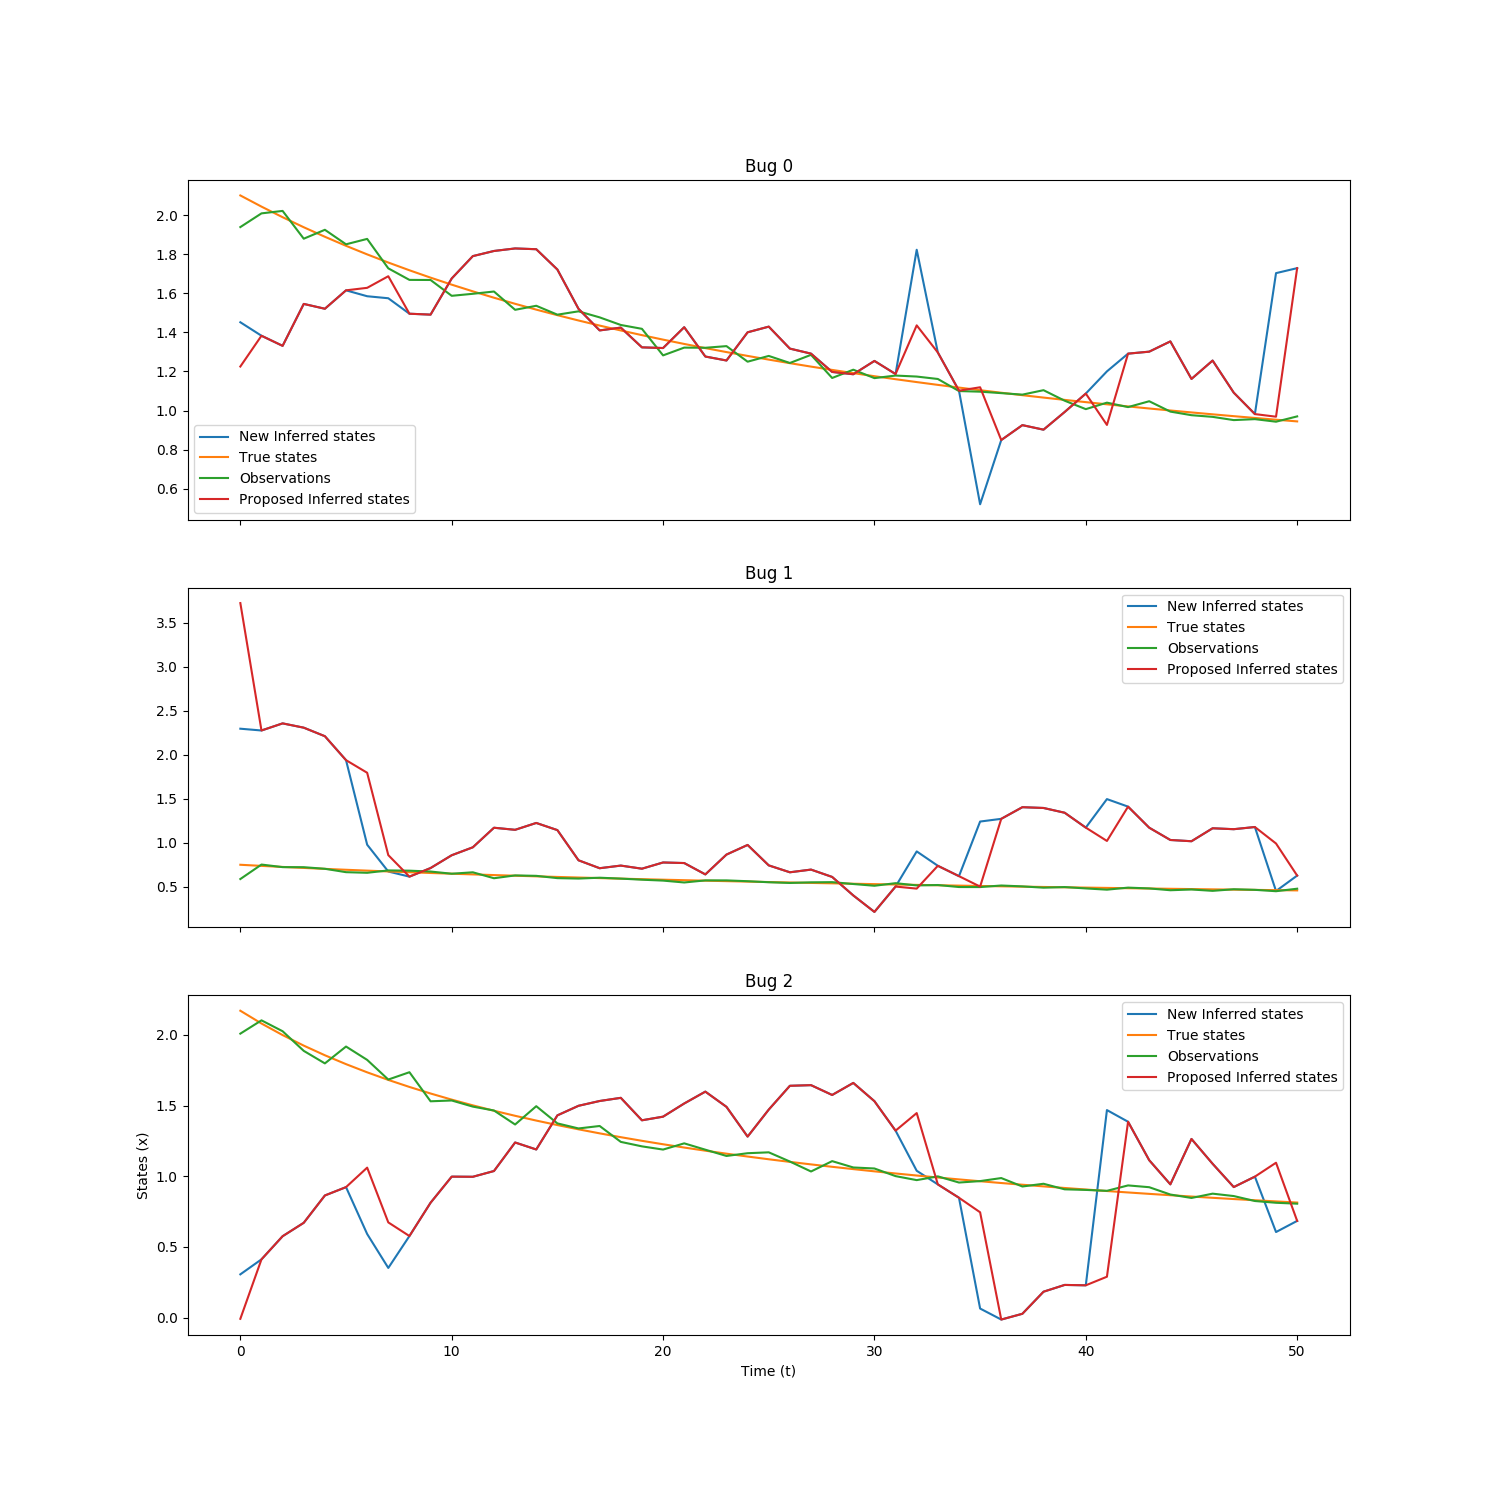 Bug 0
2.0
1.8
1.6
1.4
1.2
1.0
0.8
0.6
New Inferred states
True states
Observations
Proposed Inferred states
Bug 1
3.5
3.0
2.5
2.0
1.5
1.0
0.5
New Inferred states
True states
Observations
Proposed Inferred states
Bug 2
2.0
1.5
1.0
0.5
0.0
States (x)
New Inferred states
True states
Observations
Proposed Inferred states
0 10 20 30 40 50
Time (t)